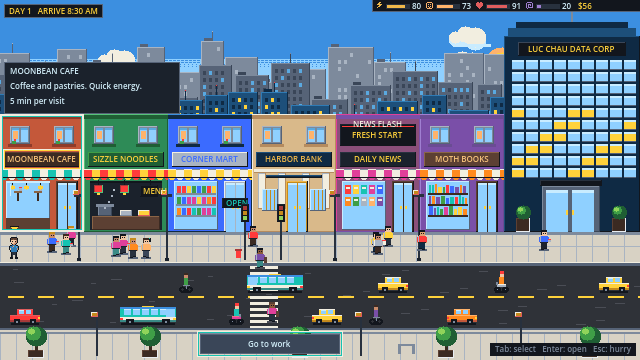 DAY 1 ARRIVE 8:30 AM
80 73 91 20 $56
LUC CHAU DATA CORP
MOONBEAN CAFE
Coffee and pastries. Quick energy.
5 min per visit
NEWS FLASH
FRESH START
MOONBEAN CAFE
SIZZLE NOODLES
CORNER MART
HARBOR BANK
DAILY NEWS
MOTH BOOKS
MENU
OPEN
Go to work
Tab: select Enter: open Esc: hurry